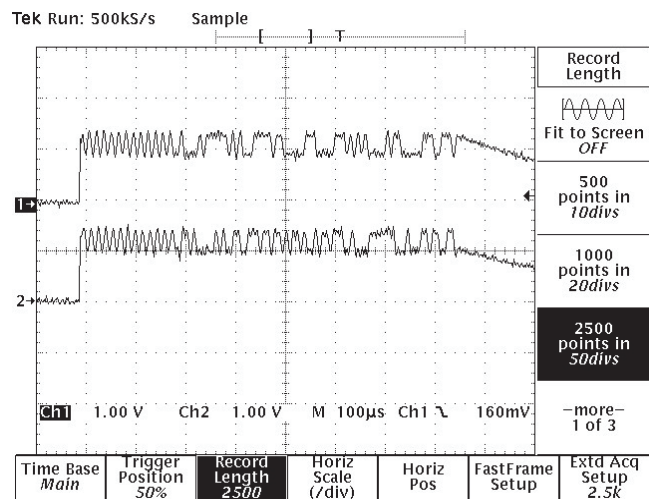 Tek Run: 500kS/s Sample
[ ] T
Record
Length
Fit to Screen
OFF
500
points in
10divs
1000
points in
20divs
2500
points in
50divs
–more–
1 of 3
1
2
Ch1 1.00 V Ch2 1.00 V M 100µs Ch1 160mV
Time Base
Main
Trigger
Position
50%
Record
Length
2500
Horiz
Scale
(/div)
Horiz
Pos
FastFrame
Setup
Extd Acq
Setup
2.5k